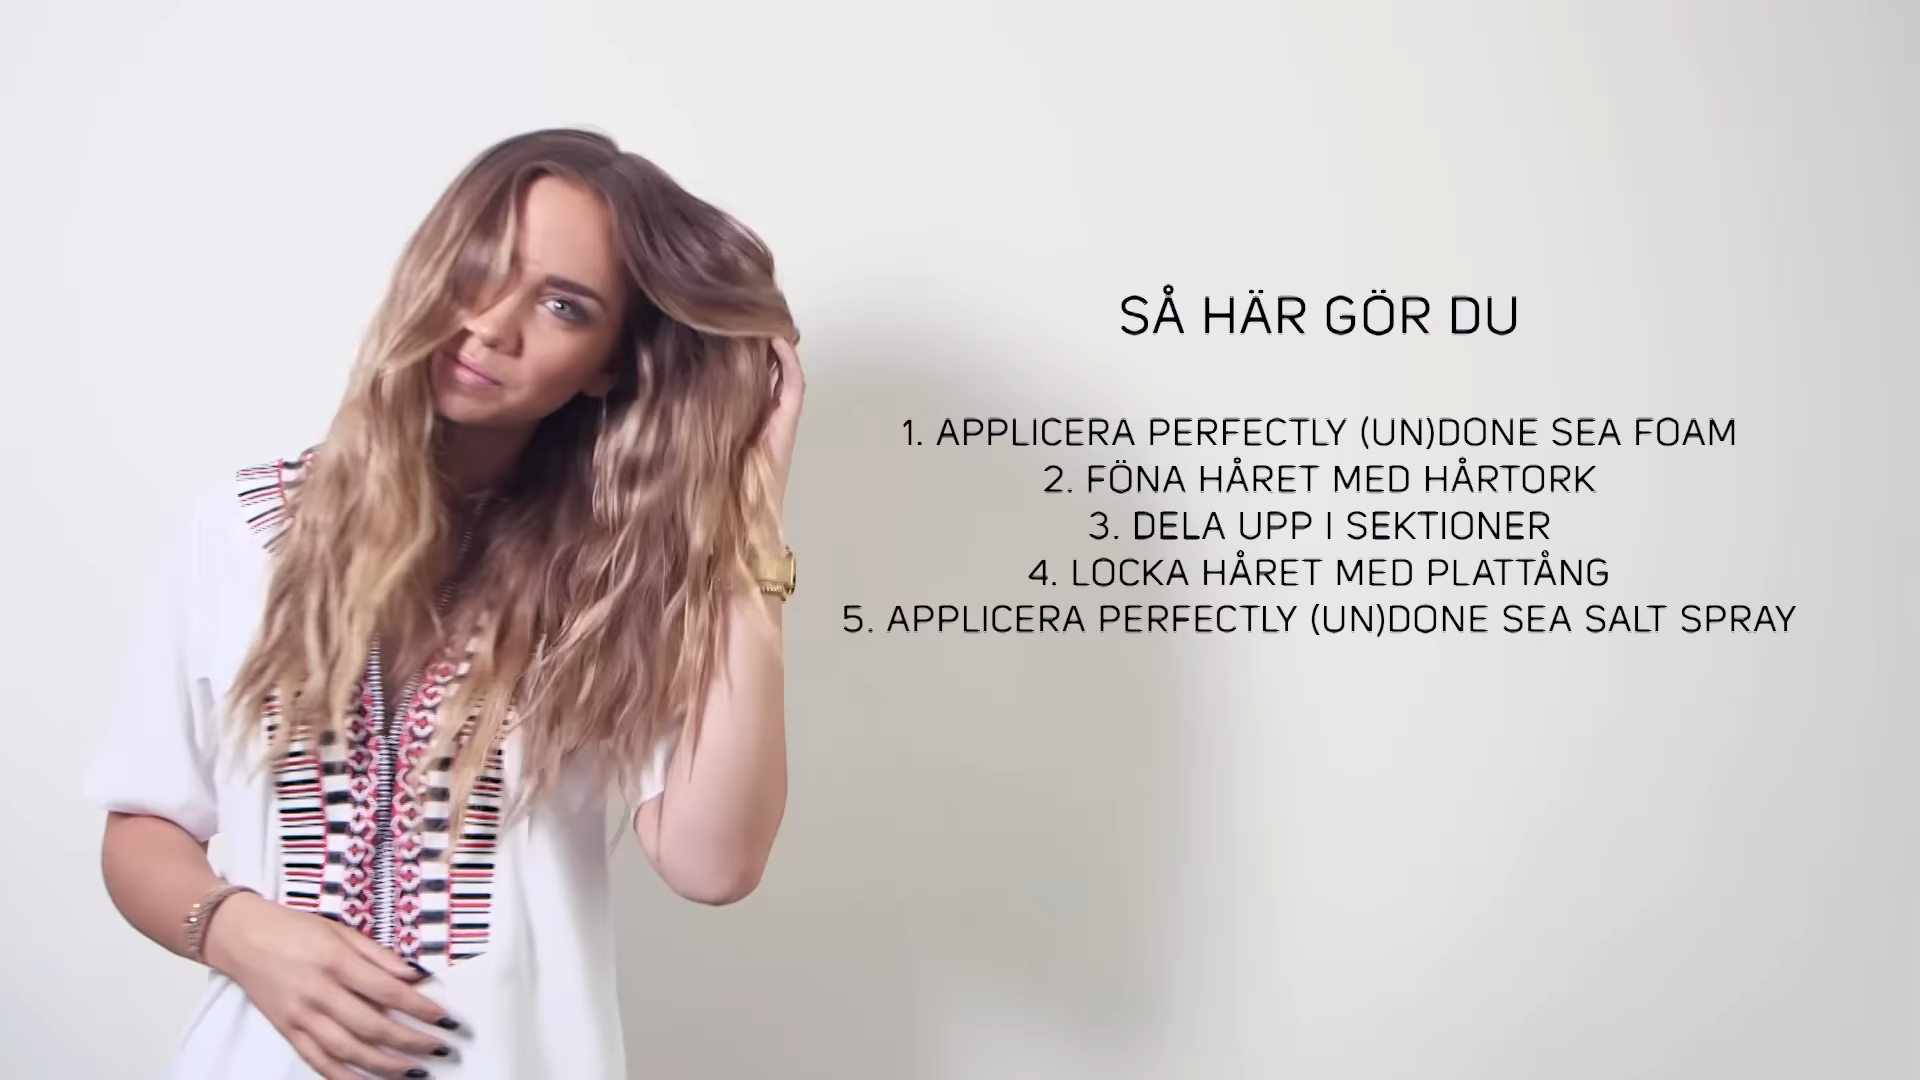 SÅ HÄR GÖR DU
1. APPLICERA PERFECTLY (UN)DONE SEA FOAM
2. FÖNA HÅRET MED HÅRTORK
3. DELA UPP I SEKTIONER
4. LOCKA HÅRET MED PLATTÅNG
5. APPLICERA PERFECTLY (UN)DONE SEA SALT SPRAY